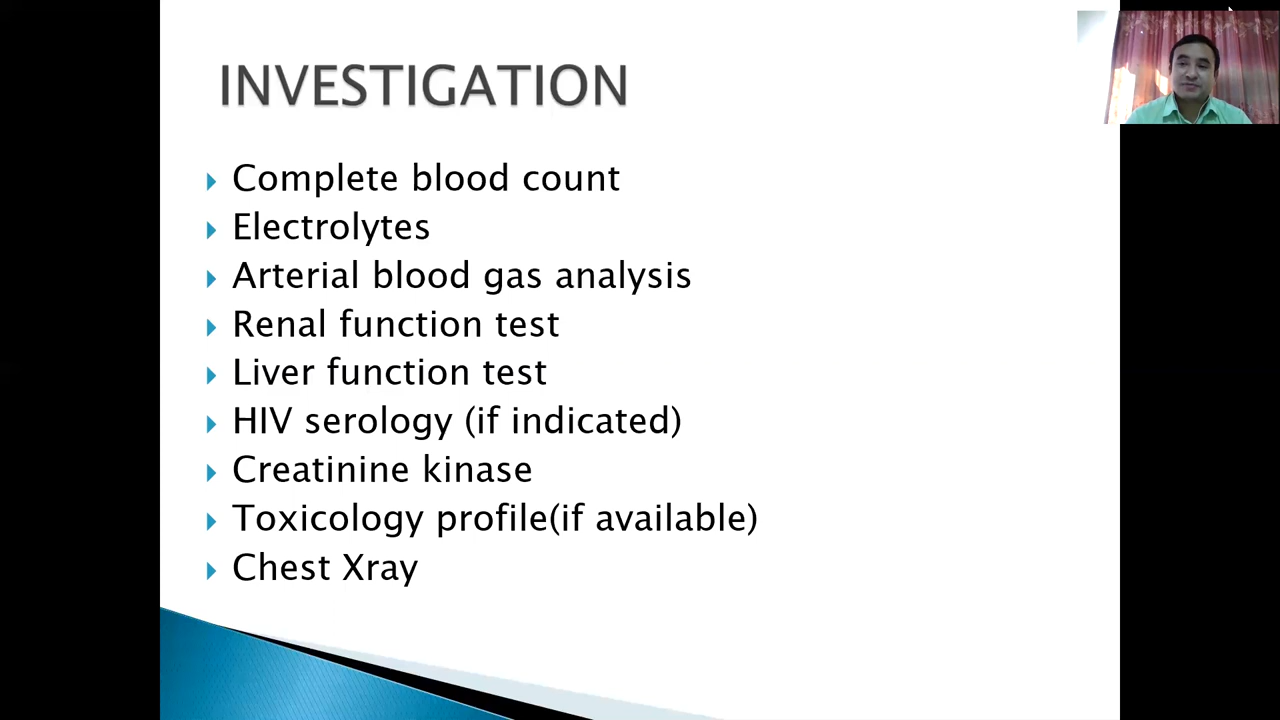 INVESTIGATION
Complete blood count
Electrolytes
Arterial blood gas analysis
Renal function test
Liver function test
HIV serology (if indicated)
Creatinine kinase
Toxicology profile(if available)
Chest Xray